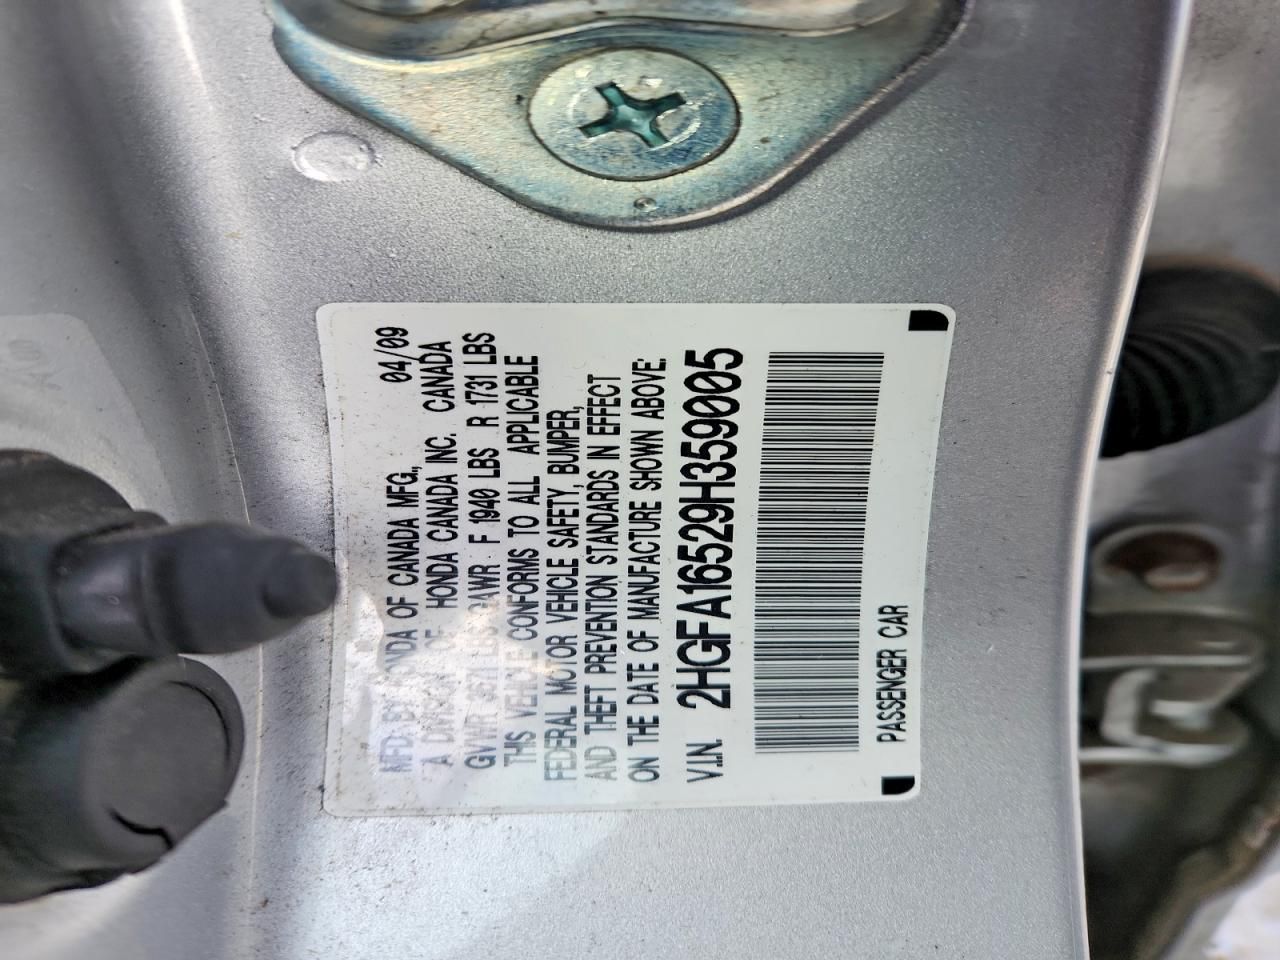 MFD. BY HONDA OF CANADA MFG., 04/09
A DIVISION OF HONDA CANADA INC. CANADA
GVWR LBS GAWR F 1940 LBS R 1731 LBS
THIS VEHICLE CONFORMS TO ALL APPLICABLE
FEDERAL MOTOR VEHICLE SAFETY, BUMPER,
AND THEFT PREVENTION STANDARDS IN EFFECT
ON THE DATE OF MANUFACTURE SHOWN ABOVE.
V.I.N. 2HGFA16529H359005
PASSENGER CAR